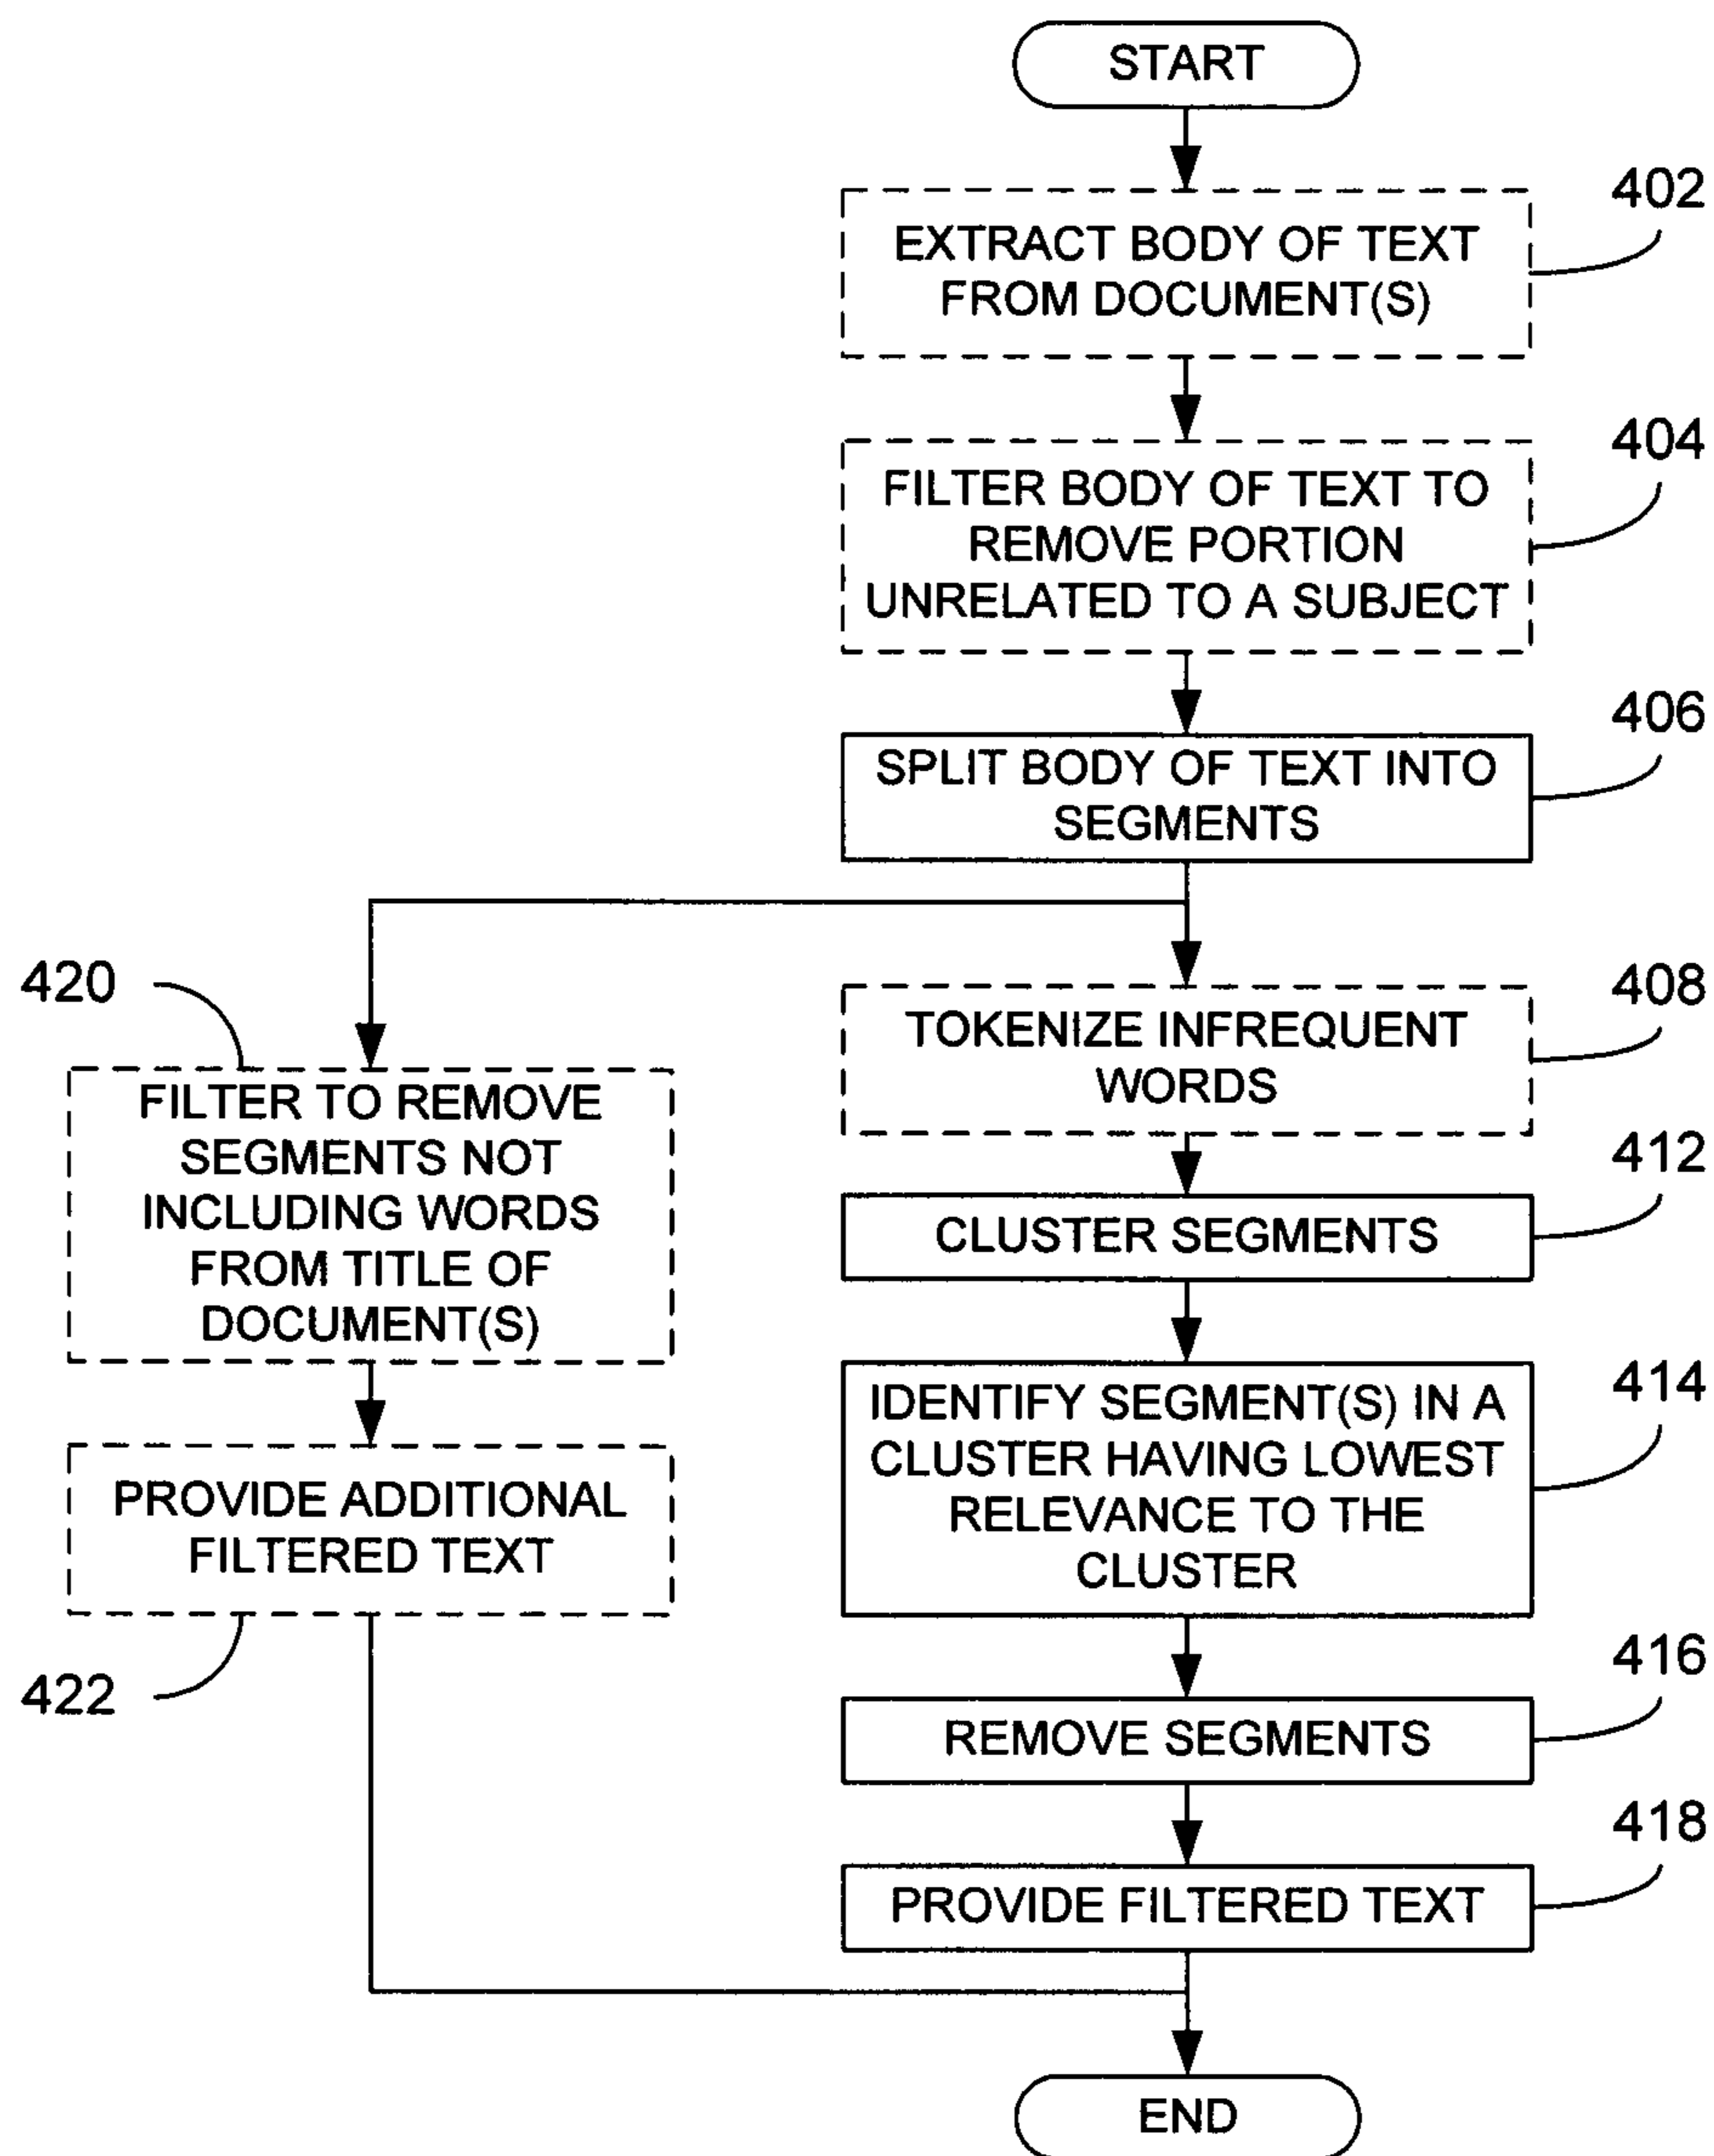 START
402
EXTRACT BODY OF TEXT
FROM DOCUMENT(S)
404
FILTER BODY OF TEXT TO
REMOVE PORTION
UNRELATED TO A SUBJECT
406
SPLIT BODY OF TEXT INTO
SEGMENTS
408
TOKENIZE INFREQUENT
WORDS
412
CLUSTER SEGMENTS
414
IDENTIFY SEGMENT(S) IN A
CLUSTER HAVING LOWEST
RELEVANCE TO THE
CLUSTER
416
REMOVE SEGMENTS
418
PROVIDE FILTERED TEXT
420
FILTER TO REMOVE
SEGMENTS NOT
INCLUDING WORDS
FROM TITLE OF
DOCUMENT(S)
PROVIDE ADDITIONAL
FILTERED TEXT
422
END